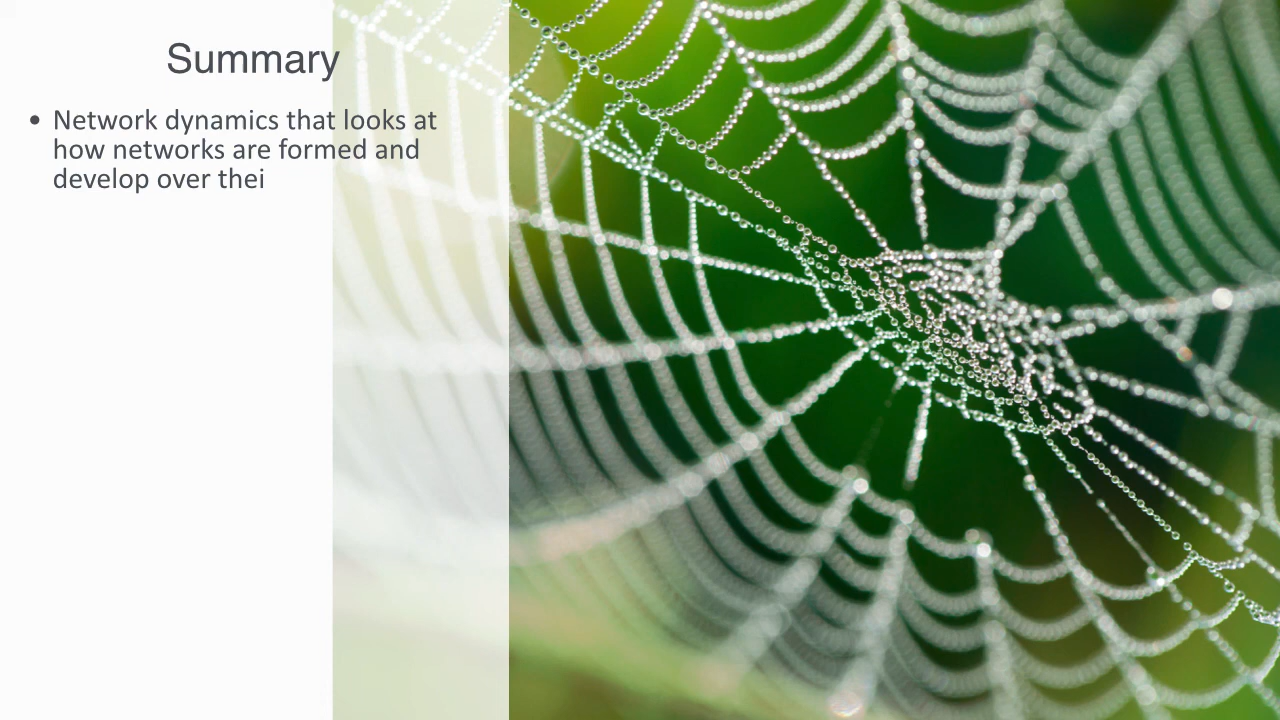 Summary
• Network dynamics that looks at
how networks are formed and
develop over thei